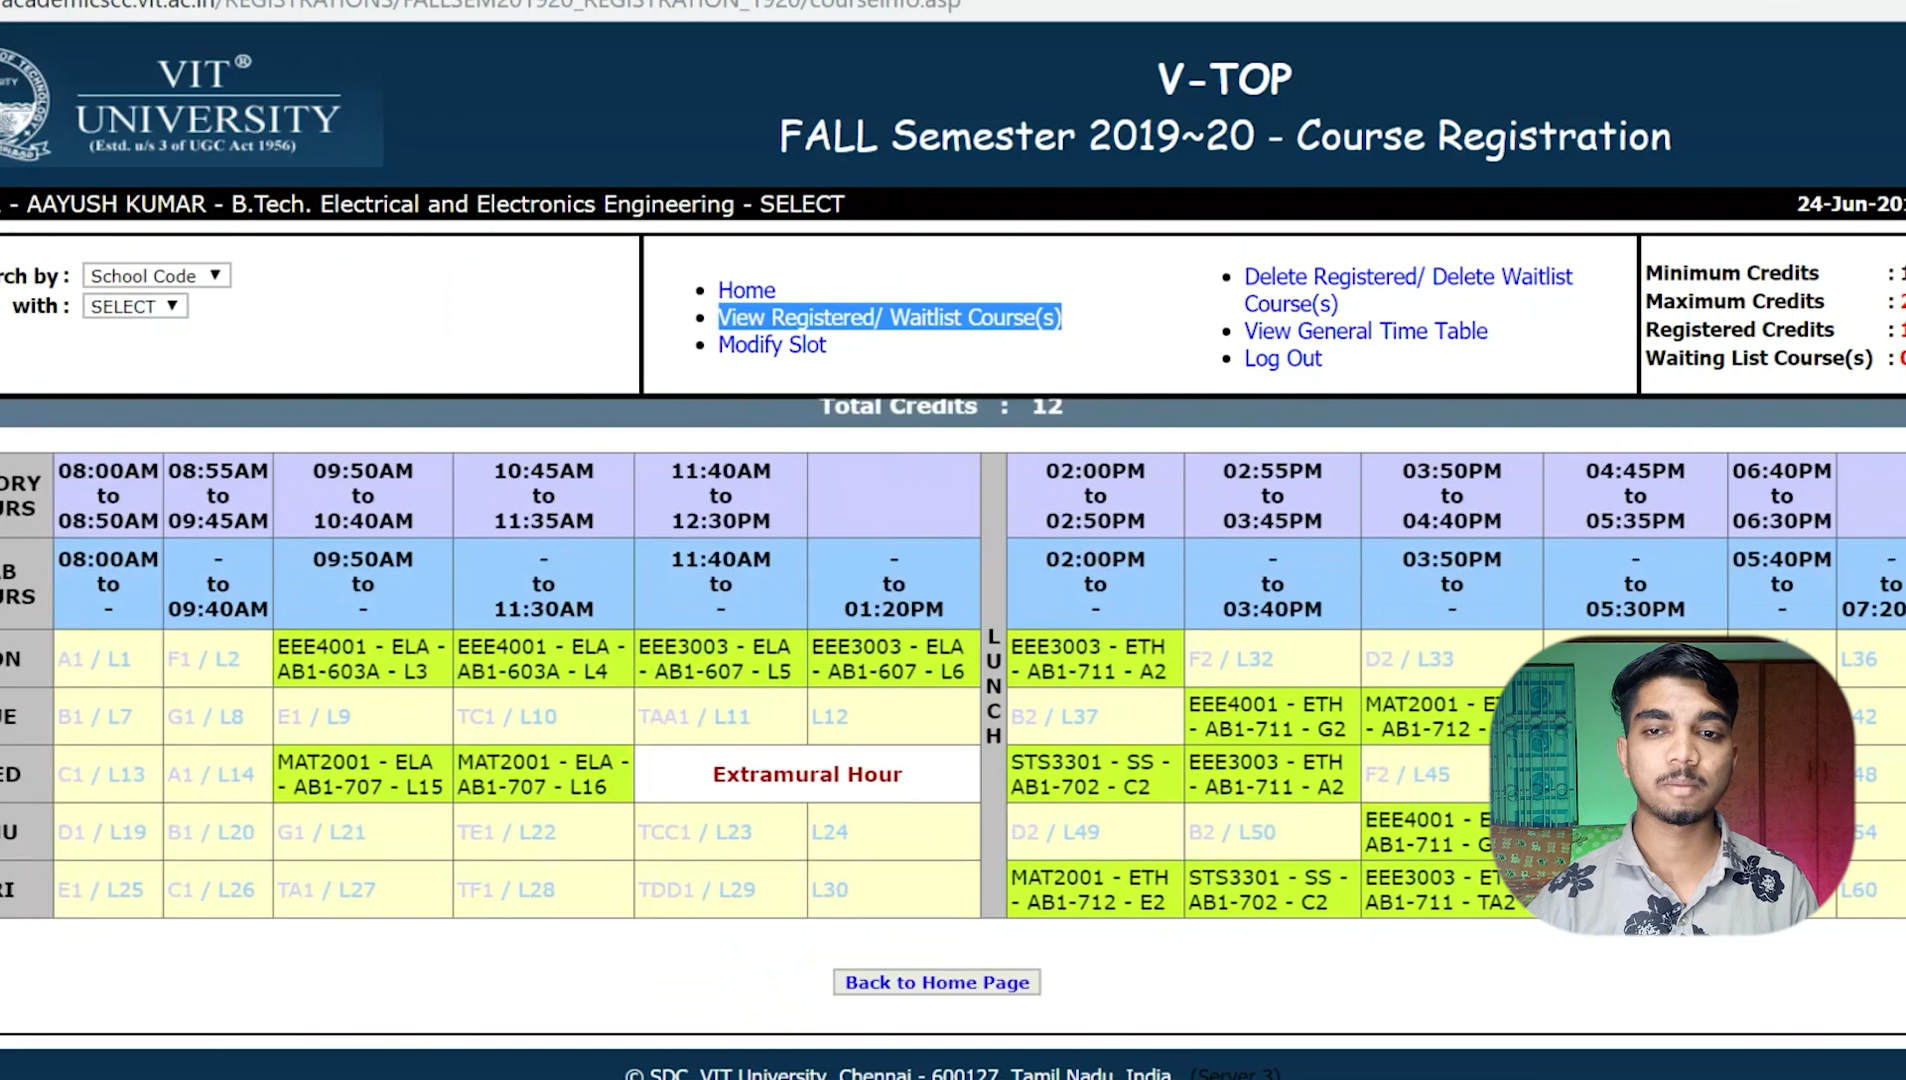 academicscc.vit.ac.in/REGISTRATIONS/FALLSEM201920_REGISTRATION_1920/courseinfo.asp
VIT®
UNIVERSITY
(Estd. u/s 3 of UGC Act 1956)
V-TOP
FALL Semester 2019~20 - Course Registration
- AAYUSH KUMAR - B.Tech. Electrical and Electronics Engineering - SELECT
24-Jun-20
rch by : School Code ▼
with : SELECT ▼
• Home
• View Registered/ Waitlist Course(s)
• Modify Slot
• Delete Registered/ Delete Waitlist
Course(s)
• View General Time Table
• Log Out
Minimum Credits : 1
Maximum Credits : 2
Registered Credits : 1
Waiting List Course(s) : 0
Total Credits : 12
ORY
URS
08:00AM to 08:50AM
08:55AM to 09:45AM
09:50AM to 10:40AM
10:45AM to 11:35AM
11:40AM to 12:30PM
02:00PM to 02:50PM
02:55PM to 03:45PM
03:50PM to 04:40PM
04:45PM to 05:35PM
06:40PM to 06:30PM
AB
URS
08:00AM to -
- to 09:40AM
09:50AM to -
- to 11:30AM
11:40AM to -
- to 01:20PM
02:00PM to -
- to 03:40PM
03:50PM to -
- to 05:30PM
05:40PM to -
- to 07:20
LUNCH
ON
A1 / L1
F1 / L2
EEE4001 - ELA - AB1-603A - L3
EEE4001 - ELA - AB1-603A - L4
EEE3003 - ELA - AB1-607 - L5
EEE3003 - ELA - AB1-607 - L6
EEE3003 - ETH - AB1-711 - A2
F2 / L32
D2 / L33
L36
UE
B1 / L7
G1 / L8
E1 / L9
TC1 / L10
TAA1 / L11
L12
B2 / L37
EEE4001 - ETH - AB1-711 - G2
MAT2001 - E
- AB1-712 -
42
ED
C1 / L13
A1 / L14
MAT2001 - ELA - AB1-707 - L15
MAT2001 - ELA - AB1-707 - L16
Extramural Hour
STS3301 - SS - AB1-702 - C2
EEE3003 - ETH - AB1-711 - A2
F2 / L45
48
HU
D1 / L19
B1 / L20
G1 / L21
TE1 / L22
TCC1 / L23
L24
D2 / L49
B2 / L50
EEE4001 - E
AB1-711 - G
54
RI
E1 / L25
C1 / L26
TA1 / L27
TF1 / L28
TDD1 / L29
L30
MAT2001 - ETH - AB1-712 - E2
STS3301 - SS - AB1-702 - C2
EEE3003 - ET
AB1-711 - TA2
L60
Back to Home Page
© SDC, VIT University, Chennai - 600127, Tamil Nadu, India. (Server 3)